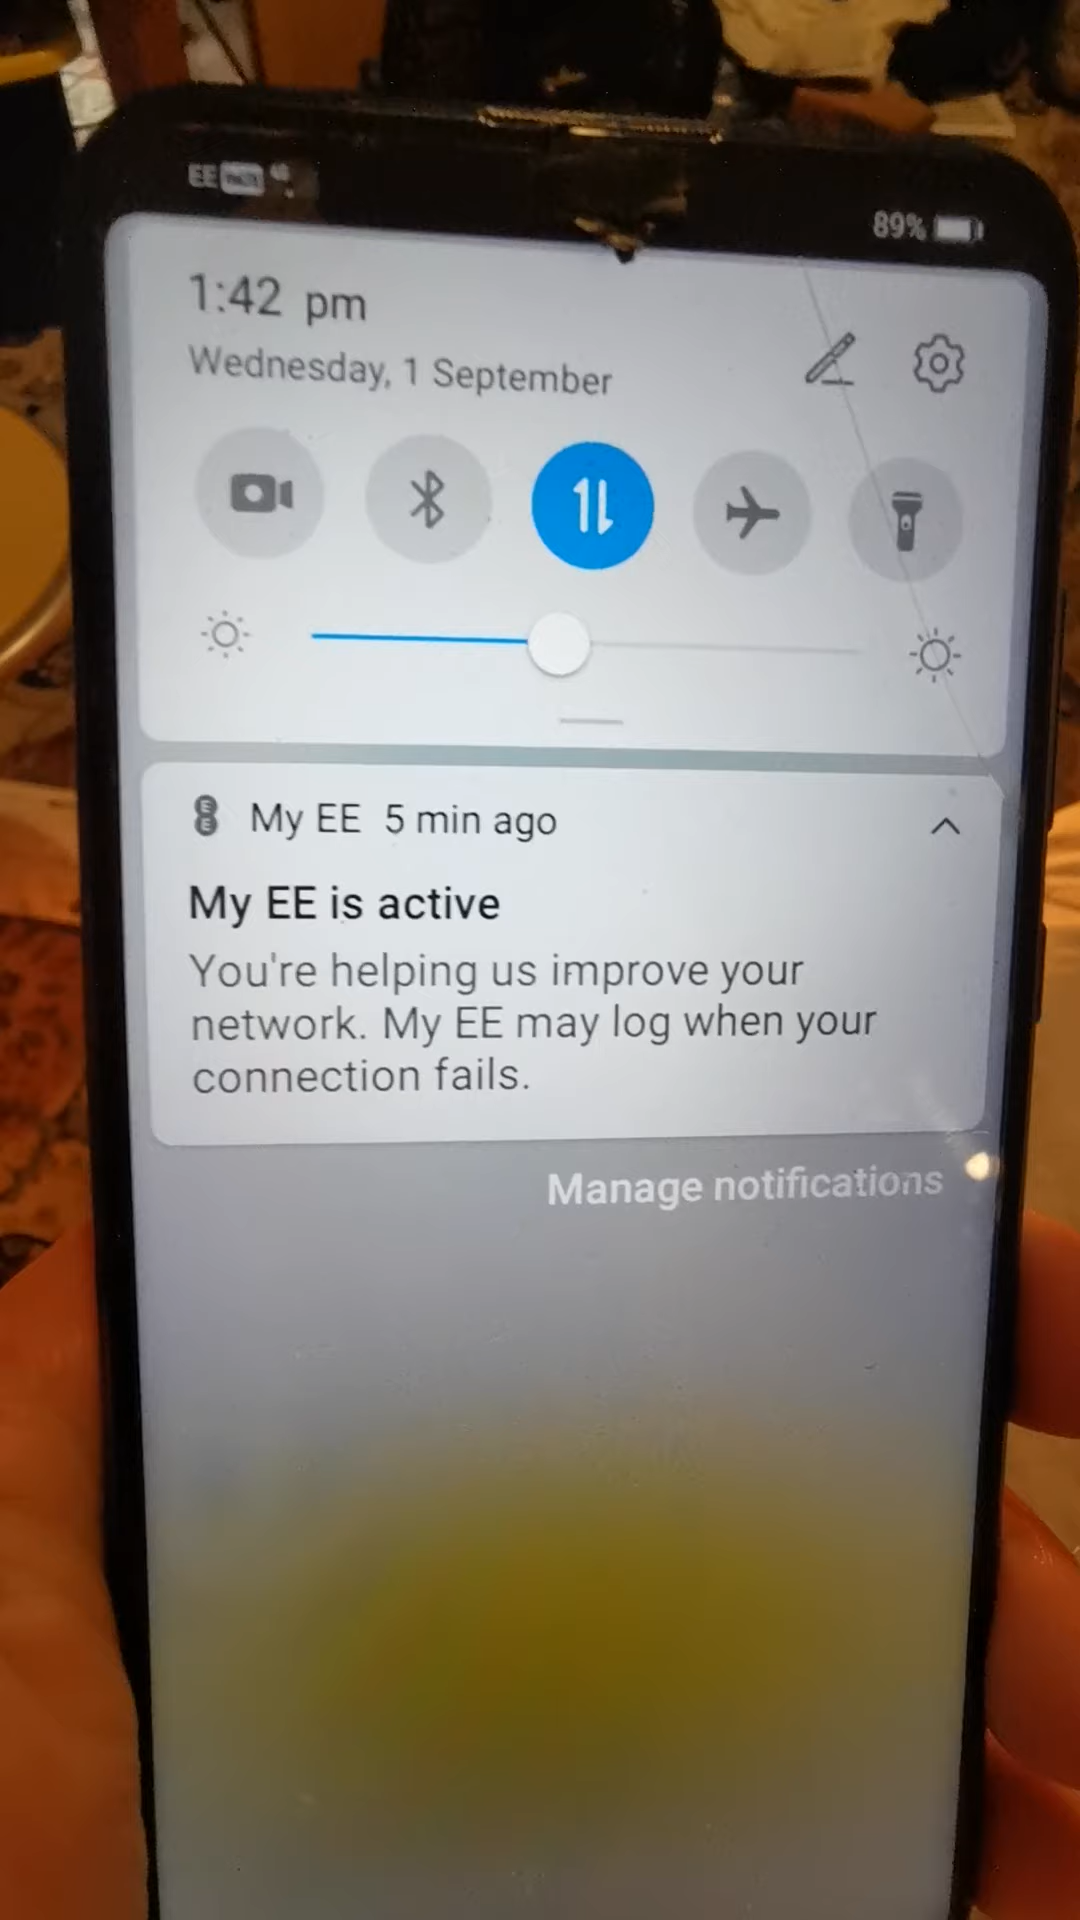 EE
89%
1:42 pm
Wednesday, 1 September
My EE 5 min ago
My EE is active
You're helping us improve your
network. My EE may log when your
connection fails.
Manage notifications